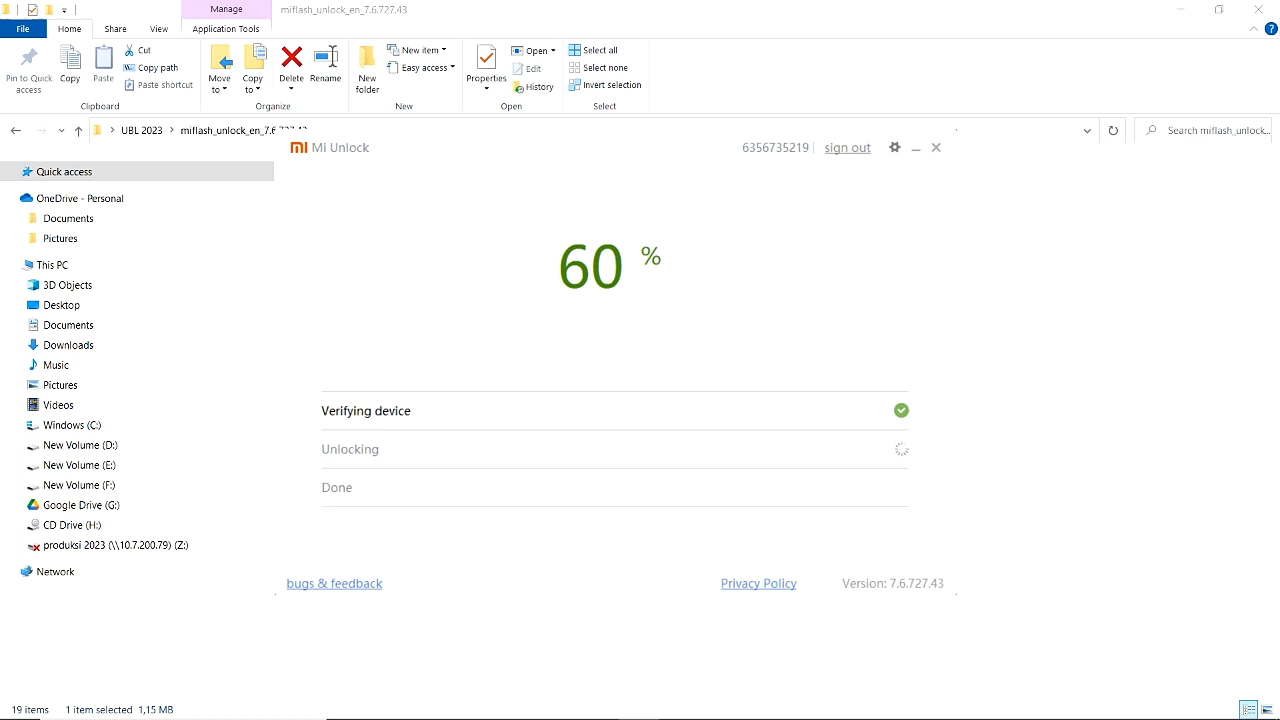 Manage
miflash_unlock_en_7.6.727.43
File
Home
Share
View
Application Tools
Pin to Quick access
Copy
Paste
Cut
Copy path
Paste shortcut
Clipboard
Move to
Copy to
Delete
Rename
Organize
New folder
New item
Easy access
New
Properties
Open
Edit
History
Open
Select all
Select none
Invert selection
Select
UBL 2023
miflash_unlock_en_7.6.727.43
Search miflash_unlock...
Mi Unlock
6356735219
sign out
Quick access
OneDrive - Personal
Documents
Pictures
This PC
3D Objects
Desktop
Documents
Downloads
Music
Pictures
Videos
Windows (C:)
New Volume (D:)
New Volume (E:)
New Volume (F:)
Google Drive (G:)
CD Drive (H:)
produksi 2023 (\\10.7.200.79) (Z:)
Network
60 %
Verifying device
Unlocking
Done
bugs & feedback
Privacy Policy
Version: 7.6.727.43
19 items
1 item selected 1,15 MB